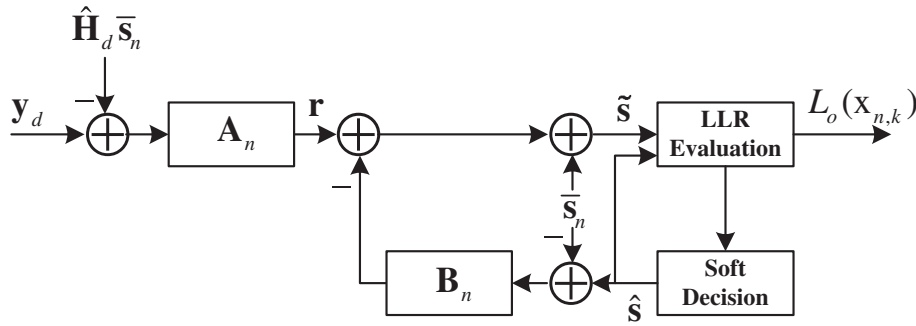 Ĥ_d s̄_n
−
y_d
A_n
r
−
s̃
LLR
Evaluation
L_o(x_{n,k})
s̄_n
−
B_n
ŝ
Soft
Decision